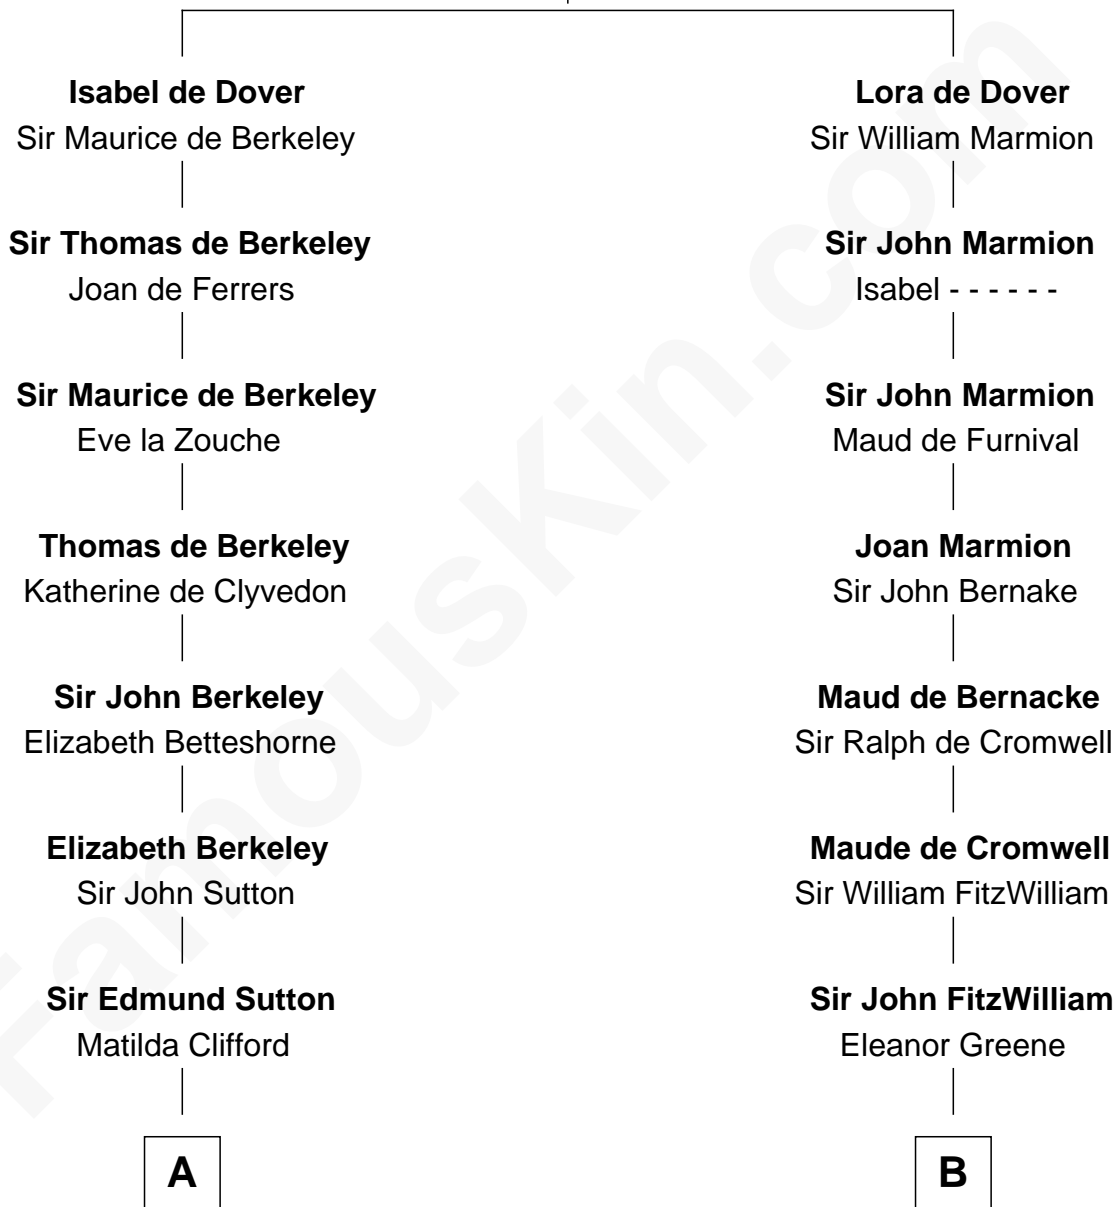 Isabel de Dover
Sir Maurice de Berkeley
Lora de Dover
Sir William Marmion
Sir Thomas de Berkeley
Joan de Ferrers
Sir John Marmion
Isabel - - - - - -
Sir Maurice de Berkeley
Eve la Zouche
Sir John Marmion
Maud de Furnival
Thomas de Berkeley
Katherine de Clyvedon
Joan Marmion
Sir John Bernake
Sir John Berkeley
Elizabeth Betteshorne
Maud de Bernacke
Sir Ralph de Cromwell
Elizabeth Berkeley
Sir John Sutton
Maude de Cromwell
Sir William FitzWilliam
Sir Edmund Sutton
Matilda Clifford
Sir John FitzWilliam
Eleanor Greene
A
B
FamousKin.com